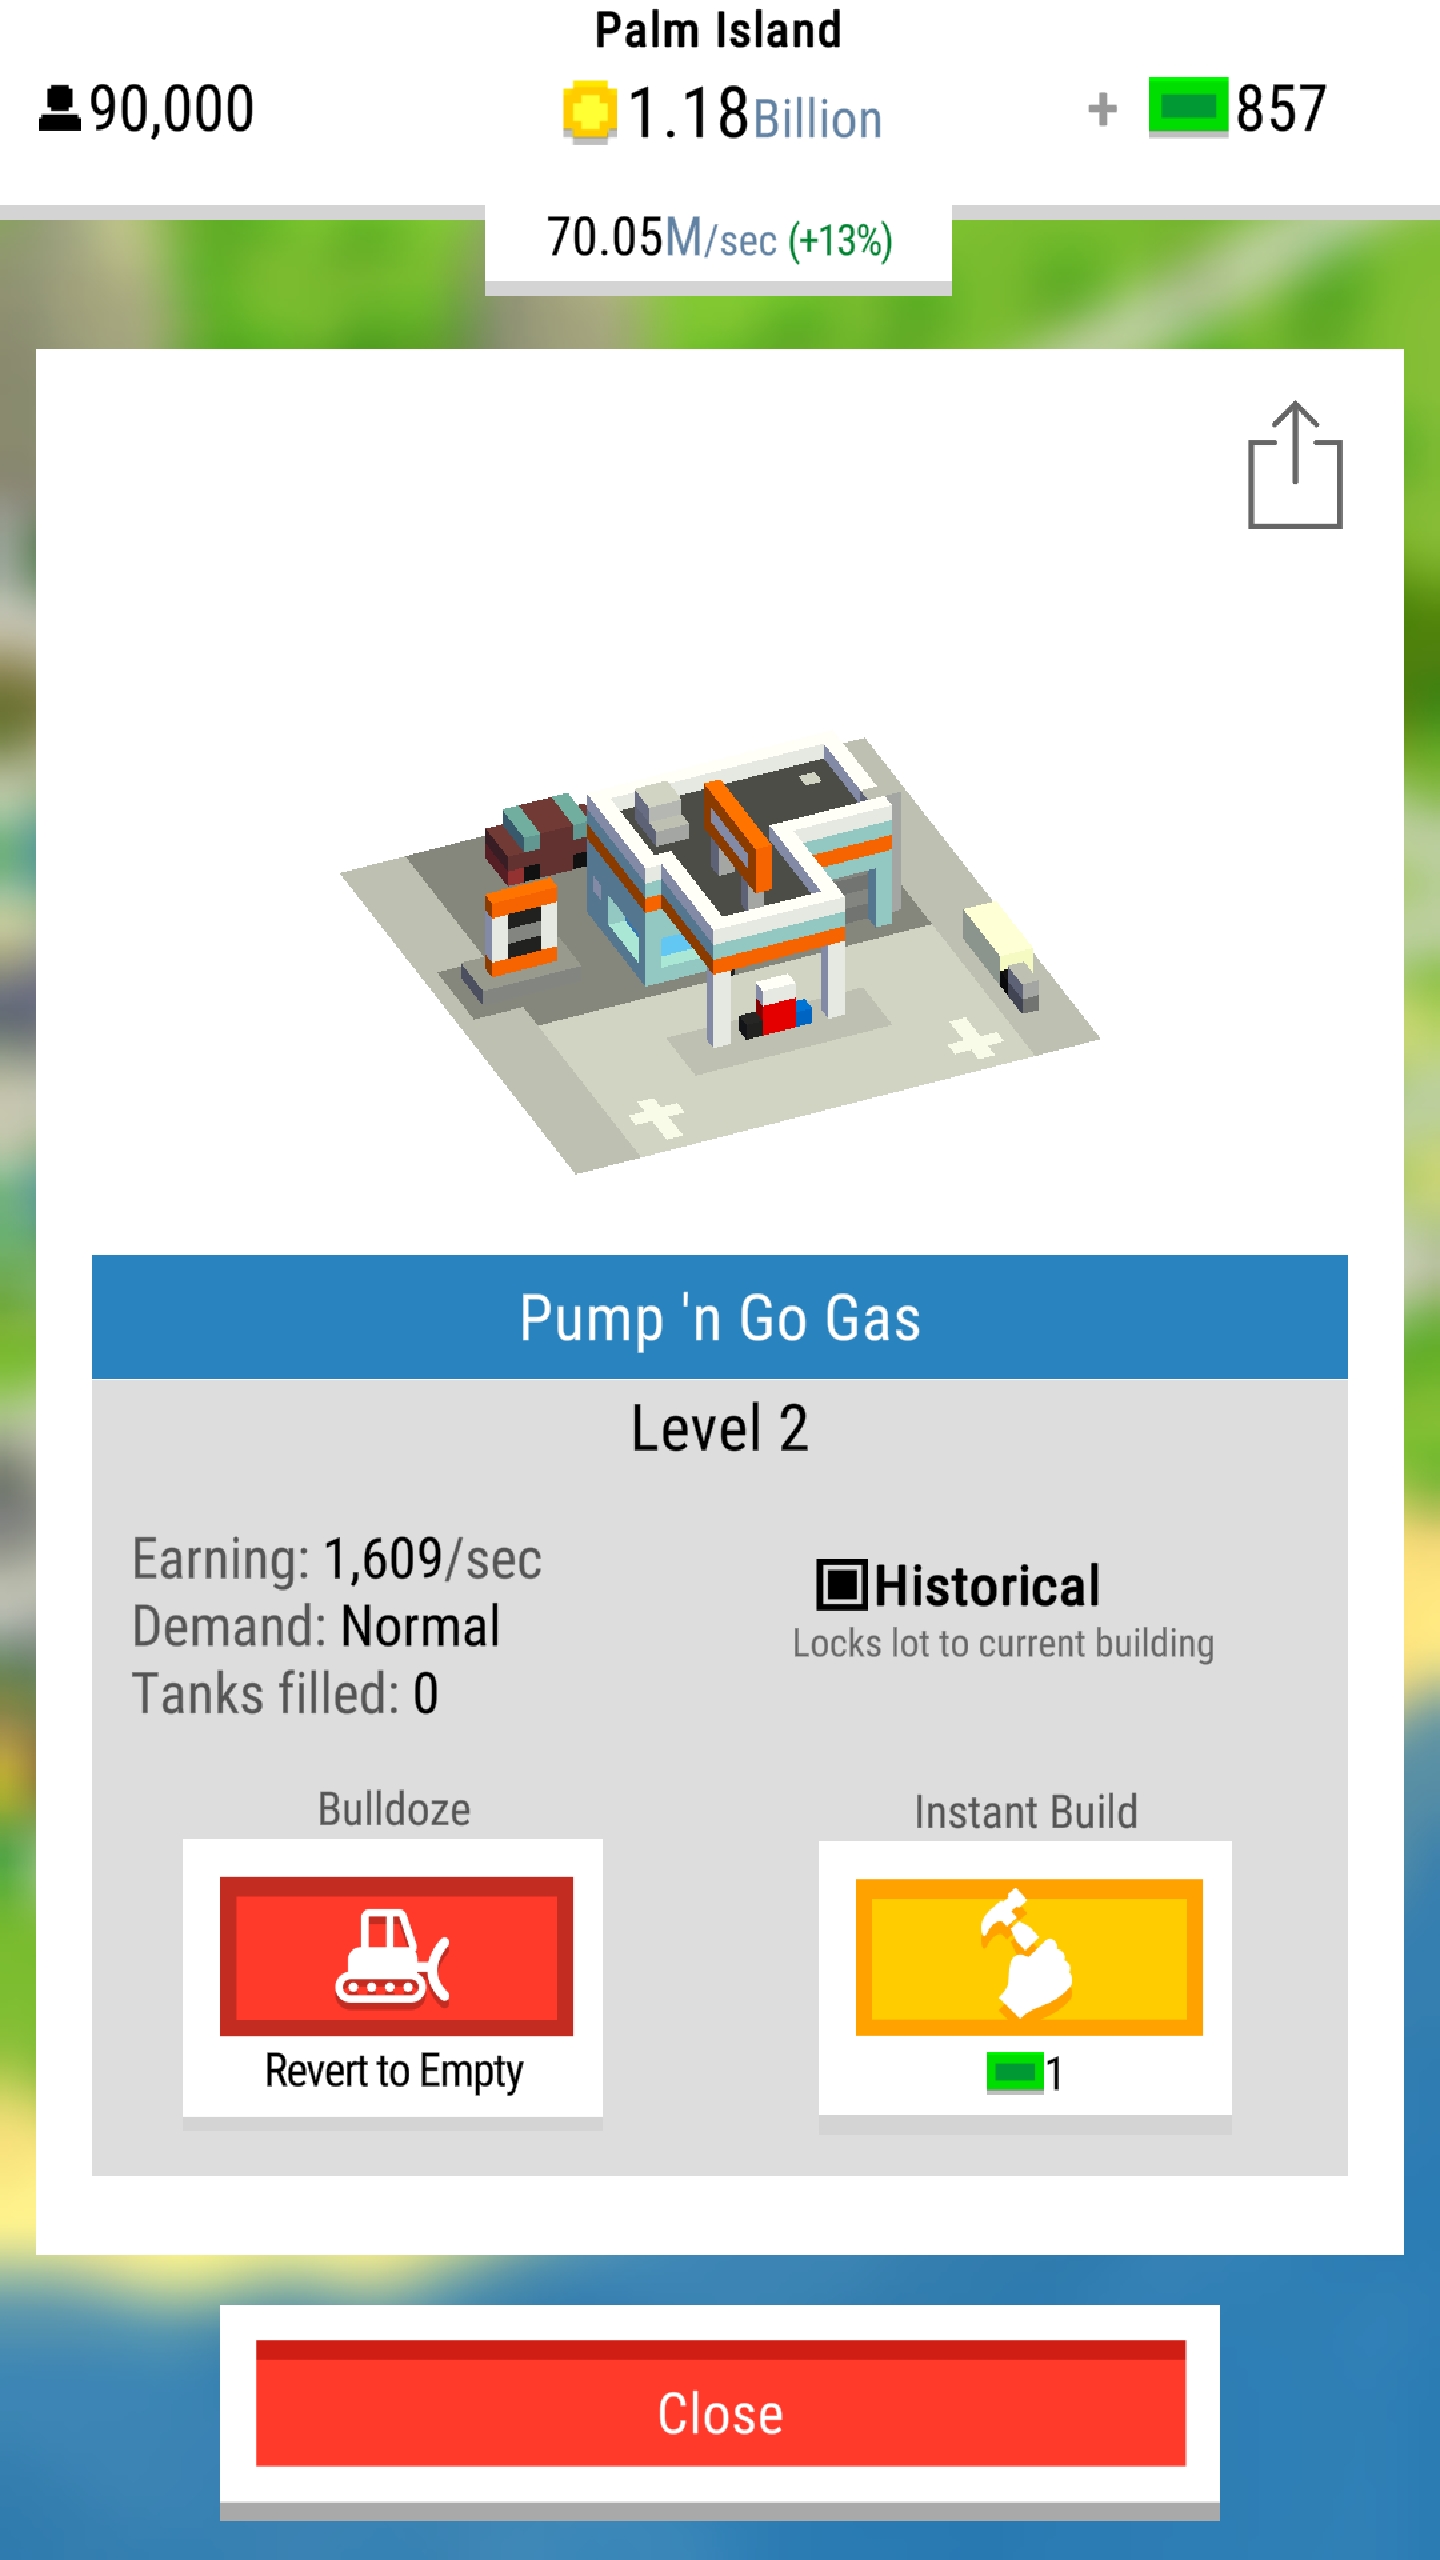 Palm Island
90,000
1.18Billion
+ 857
70.05M/sec (+13%)
Pump 'n Go Gas
Level 2
Earning: 1,609/sec
Demand: Normal
Tanks filled: 0
Historical
Locks lot to current building
Bulldoze
Revert to Empty
Instant Build
1
Close